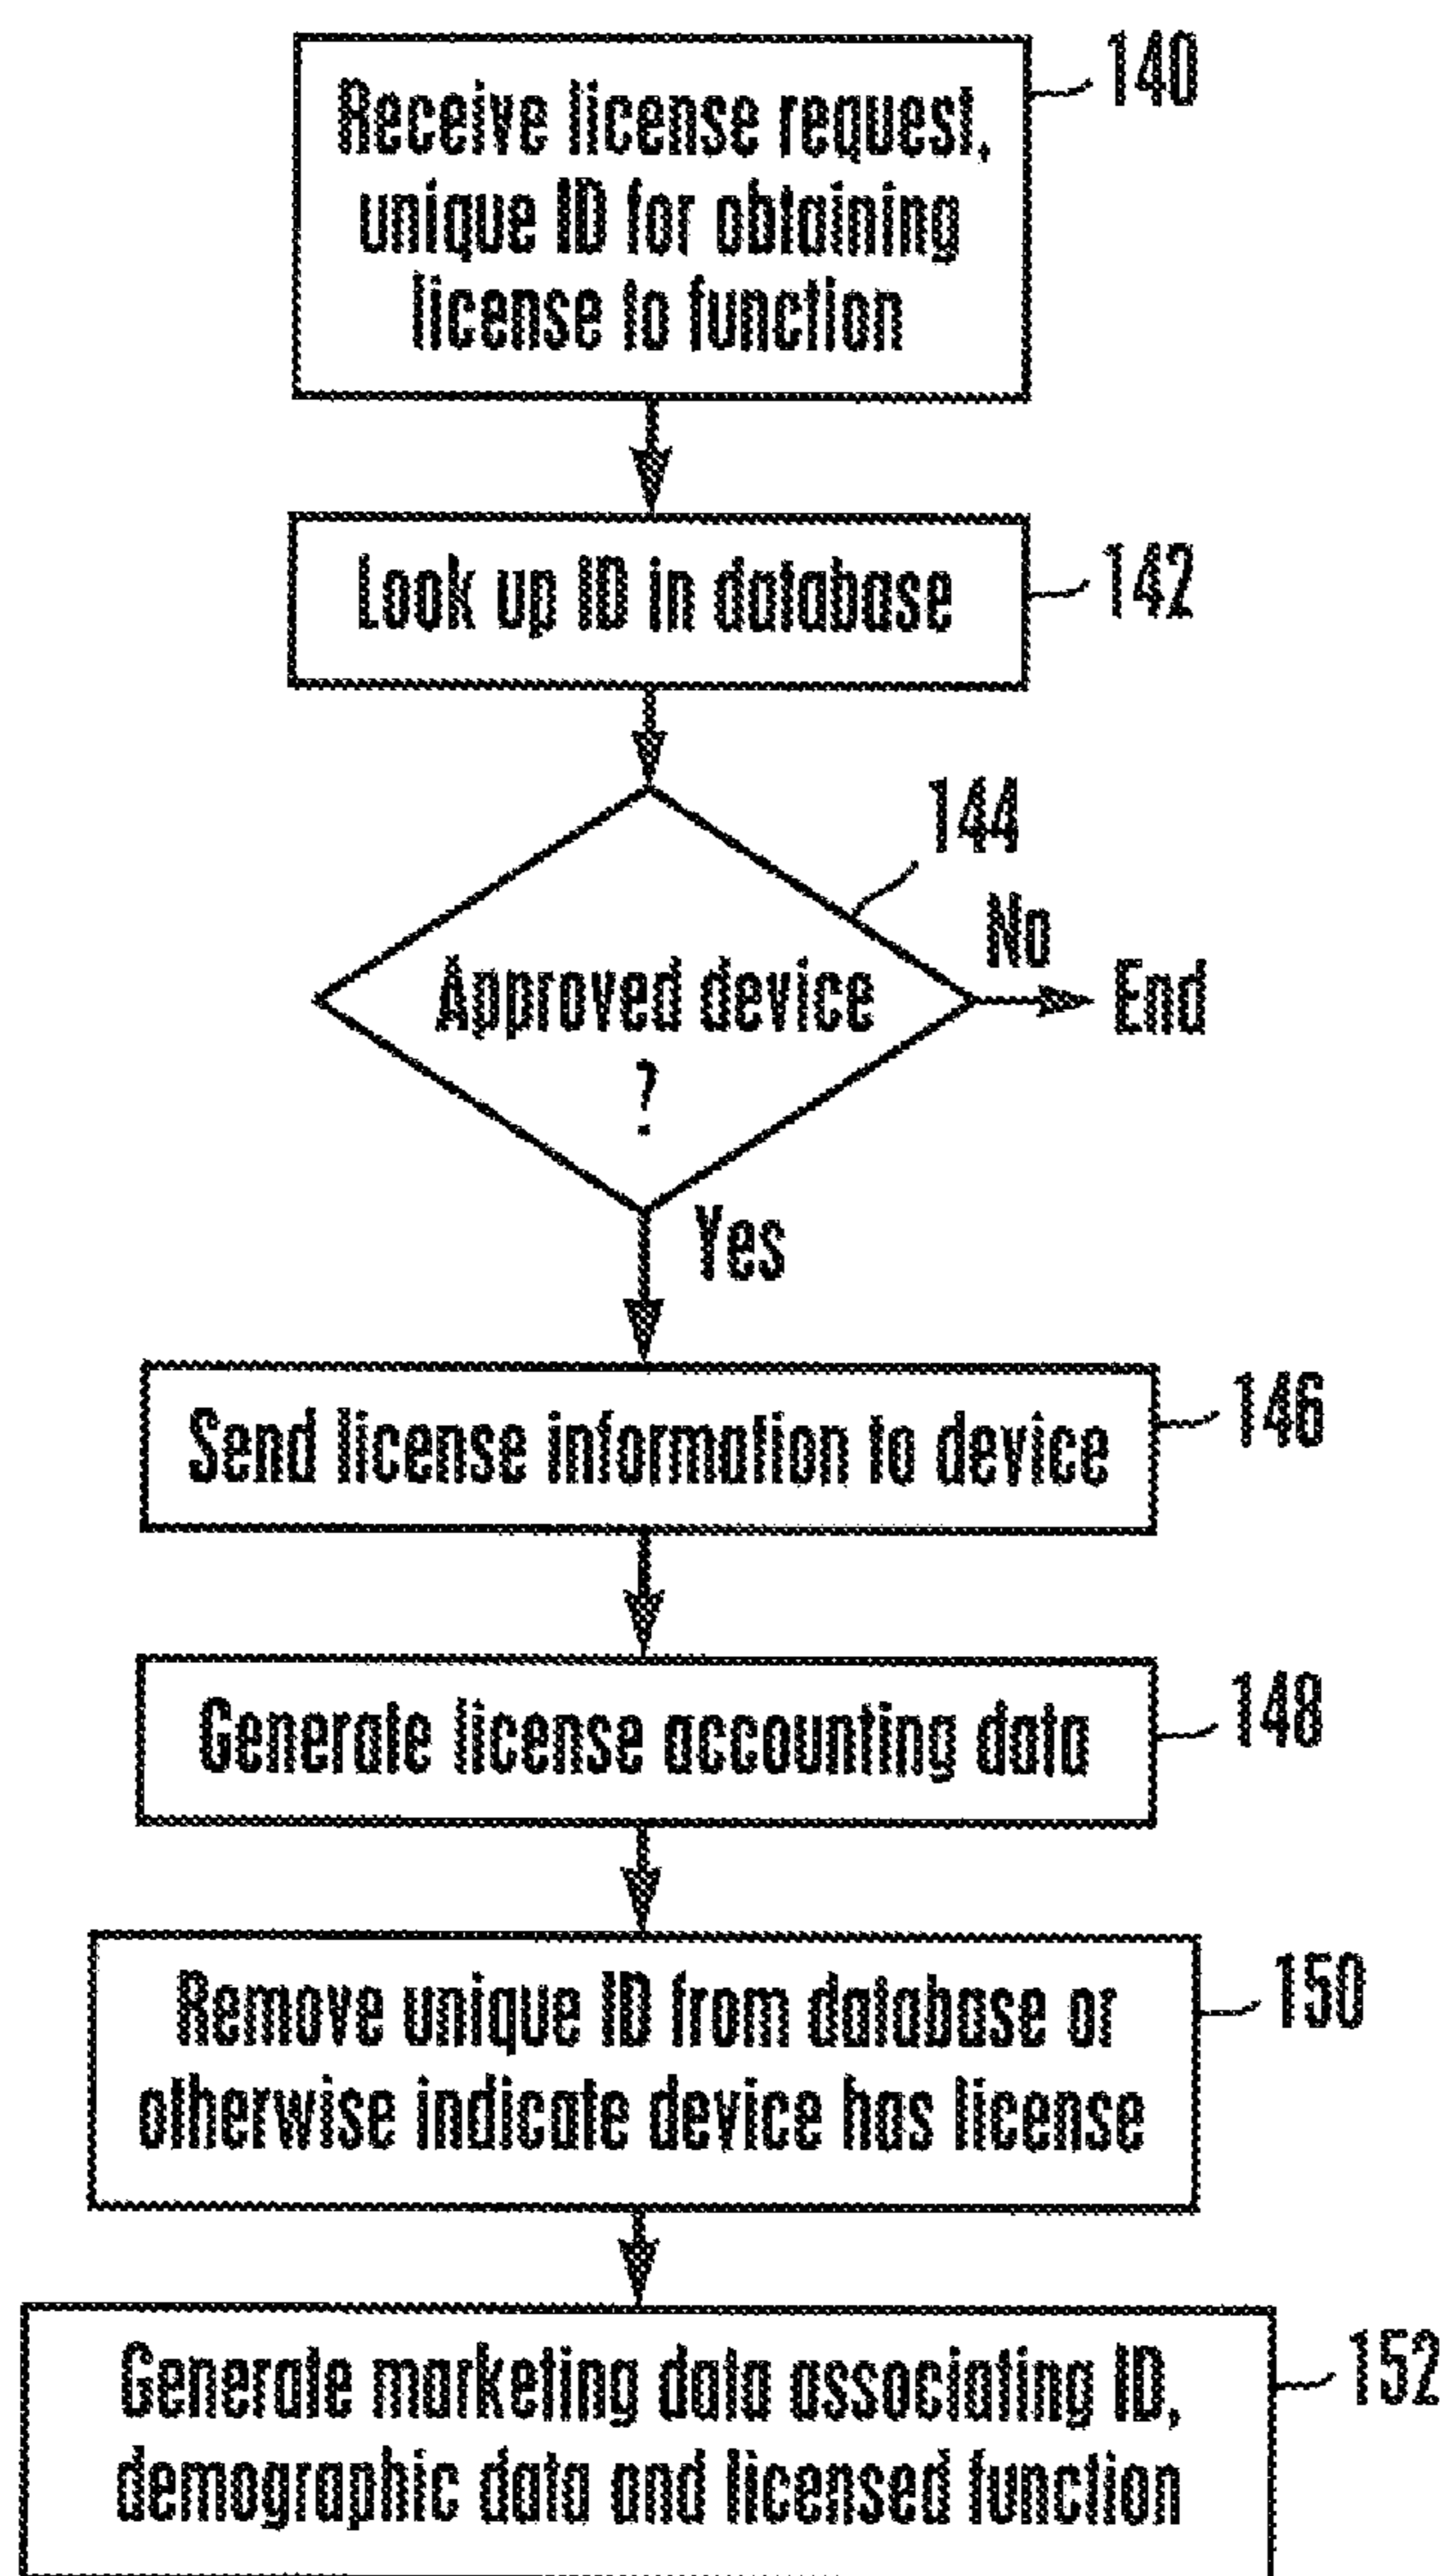 140
Receive license request,
unique ID for obtaining
license to function
Look up ID in database
142
144
No
Approved device
End
?
Yes
Send license information to device
146
Generate license accounting data
148
Remove unique ID from database or
otherwise indicate device has license
150
Generate marketing data associating ID,
demographic data and licensed function
152